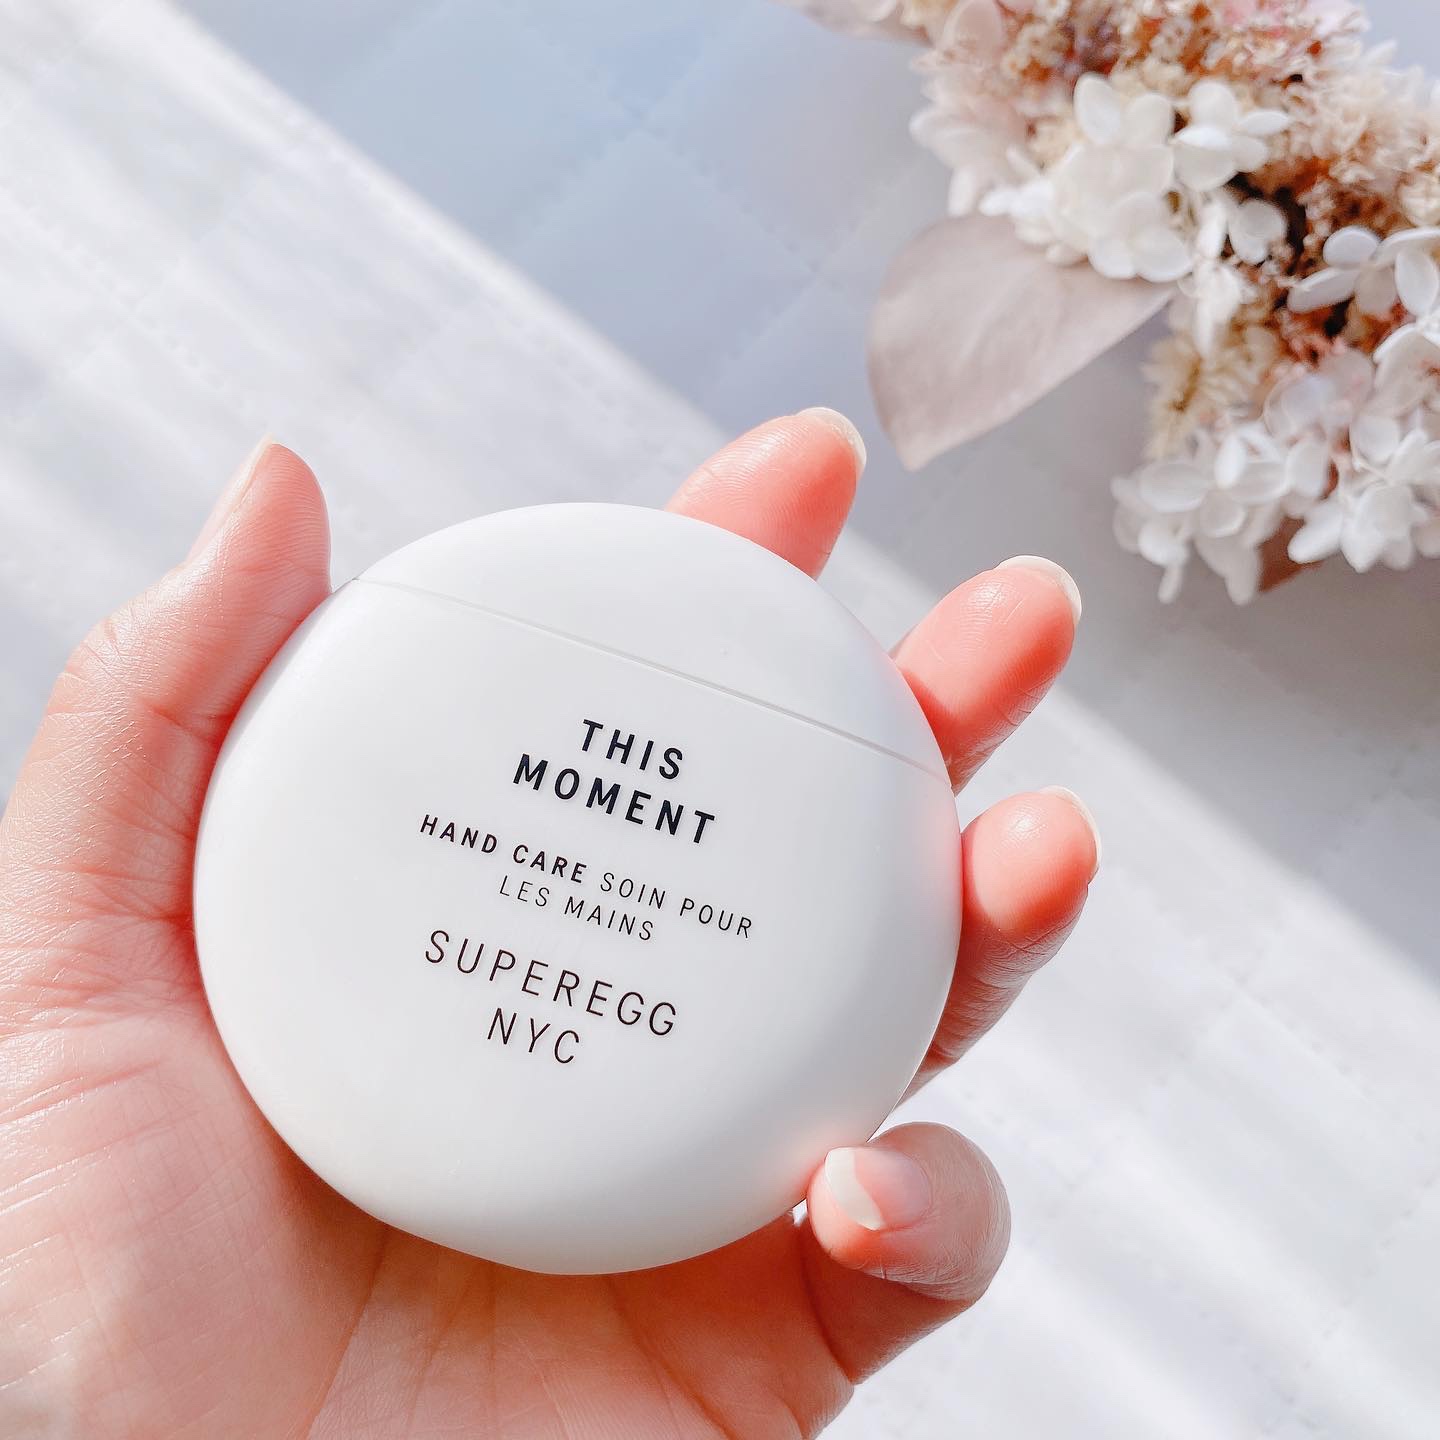 THIS
MOMENT
HAND CARE SOIN POUR
LES MAINS
SUPEREGG
NYC